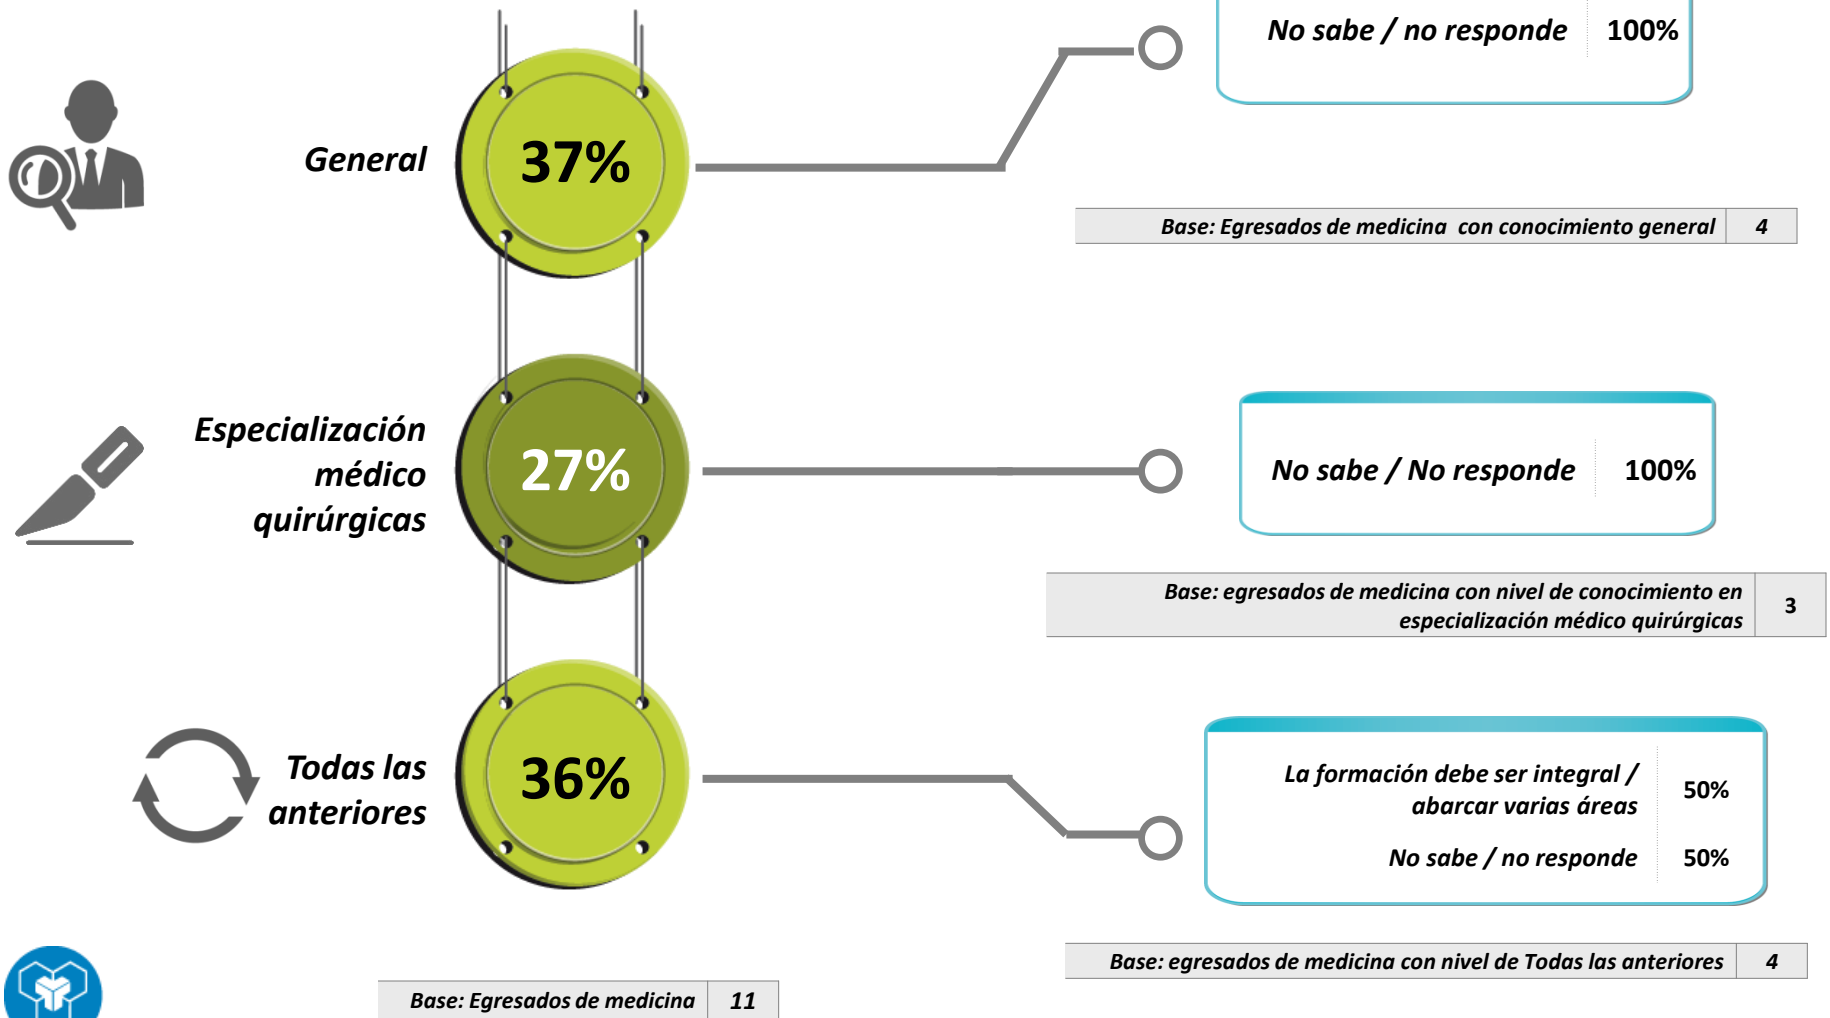 No sabe / no responde 100%
General 37%
Base: Egresados de medicina con conocimiento general 4
Especialización
médico
quirúrgicas
27%
No sabe / No responde 100%
Base: egresados de medicina con nivel de conocimiento en
especialización médico quirúrgicas
3
Todas las
anteriores
36%
La formación debe ser integral /
abarcar varias áreas
50%
No sabe / no responde 50%
Base: egresados de medicina con nivel de Todas las anteriores 4
Base: Egresados de medicina 11